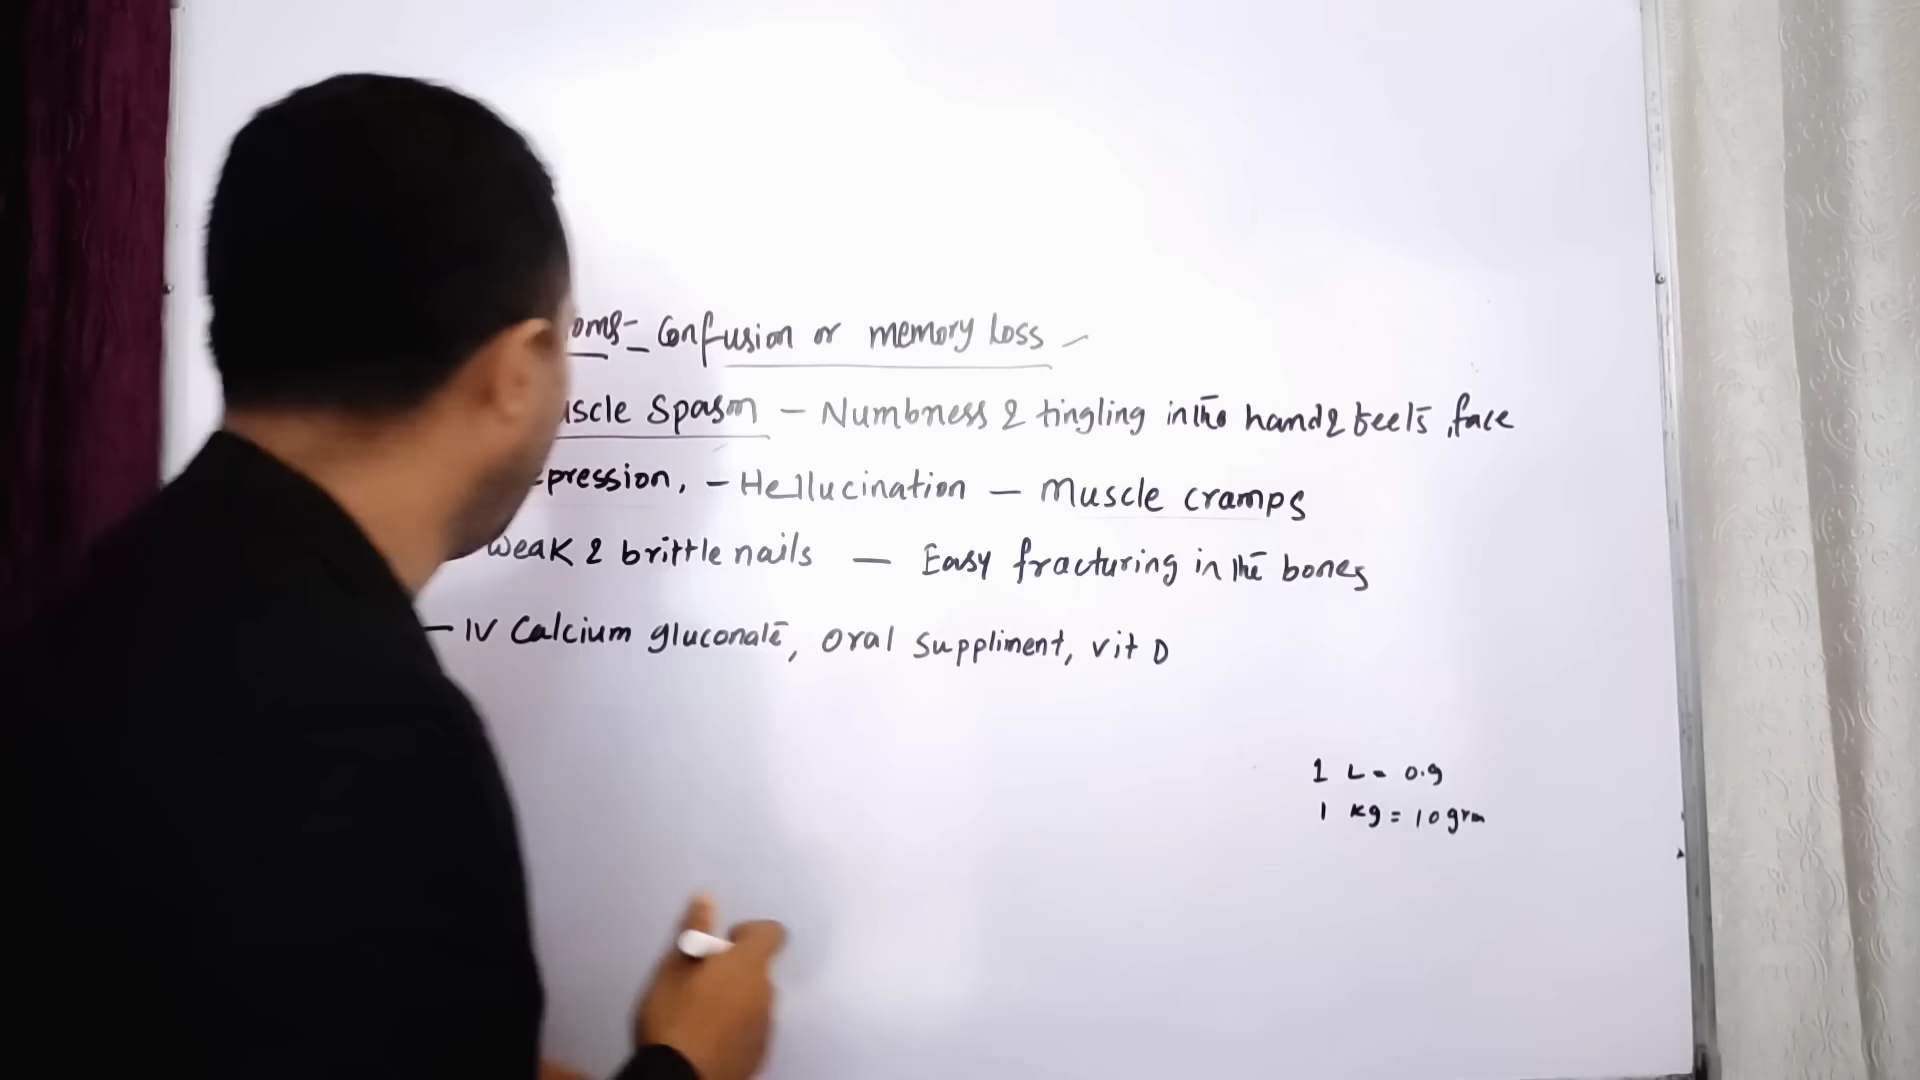 oms - Confusion or memory Loss -
uscle Spasm - Numbness & tingling in the hand & feets, face
pression, - Hellucination - Muscle cramps
weak & brittle nails - Easy fracturing in the bones
- IV Calcium gluconate, oral suppliment, vit D
1 L - 0.9
1 kg = 10 grm